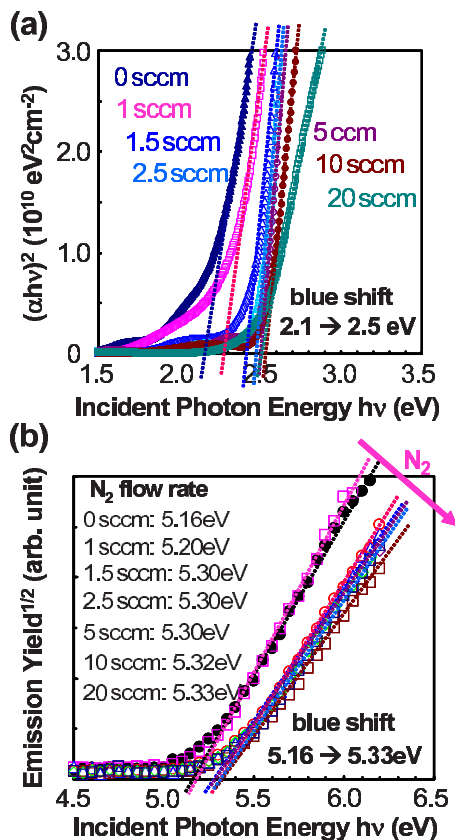 (a)
(αhν)² (10¹⁰ eV²cm⁻²)
3.0
2.0
1.0
0
0 sccm
1 sccm
1.5 sccm
2.5 sccm
5 ccm
10 sccm
20 sccm
blue shift
2.1 → 2.5 eV
1.5 2.0 2.5 3.0 3.5
Incident Photon Energy hν (eV)
(b)
N₂
Emission Yield¹/² (arb. unit)
N₂ flow rate
0 sccm: 5.16eV
1 sccm: 5.20eV
1.5 sccm: 5.30eV
2.5 sccm: 5.30eV
5 sccm: 5.30eV
10 sccm: 5.32eV
20 sccm: 5.33eV
blue shift
5.16 → 5.33eV
4.5 5.0 5.5 6.0 6.5
Incident Photon Energy hν (eV)